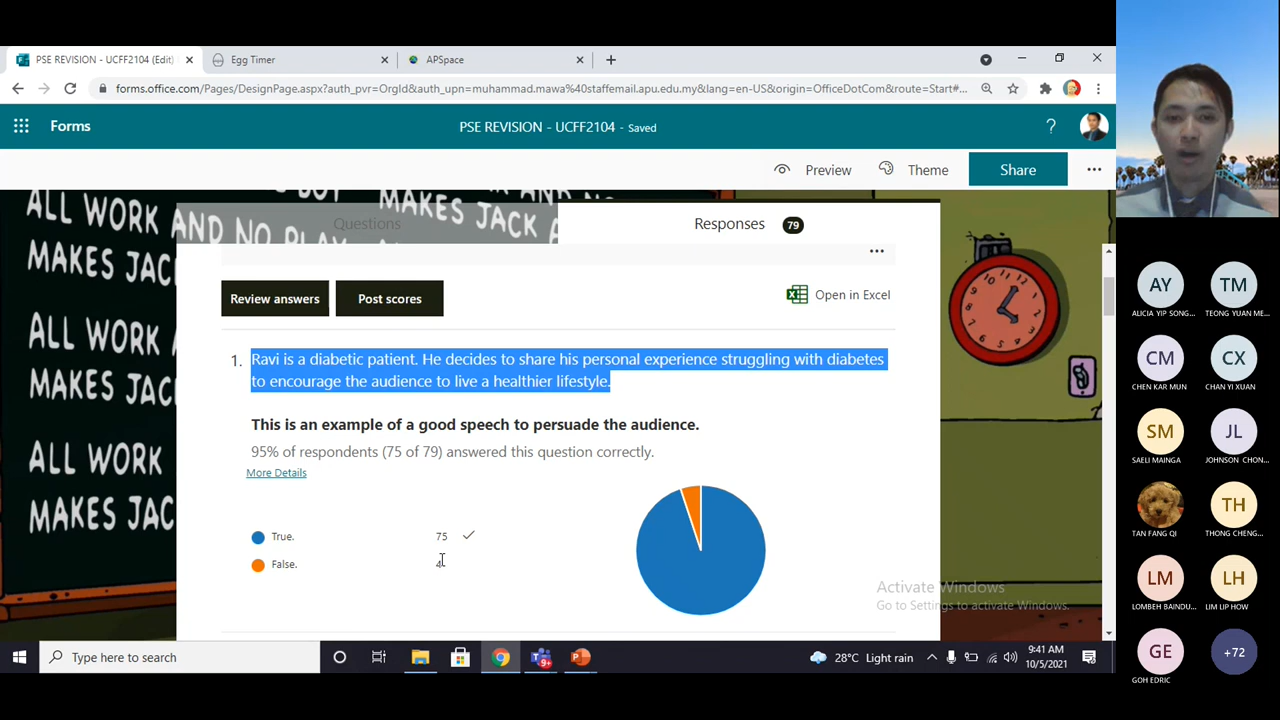 PSE REVISION - UCFF2104 (Edit)
Egg Timer
APSpace
forms.office.com/Pages/DesignPage.aspx?auth_pvr=OrgId&auth_upn=muhammad.mawa%40staffemail.apu.edu.my&lang=en-US&origin=OfficeDotCom&route=Start#...
Forms
PSE REVISION - UCFF2104 - Saved
?
Preview
Theme
Share
Questions
Responses
79
ALL WORK AND NO PLAY
MAKES JACK A
MAKES JAC
ALL WORK
MAKES JACK
ALL WORK
MAKES JACK
Review answers
Post scores
Open in Excel
1. Ravi is a diabetic patient. He decides to share his personal experience struggling with diabetes
to encourage the audience to live a healthier lifestyle.
This is an example of a good speech to persuade the audience.
95% of respondents (75 of 79) answered this question correctly.
More Details
True.
75
False.
4
Activate Windows
Go to Settings to activate Windows.
Type here to search
9+
28°C Light rain
9:41 AM
10/5/2021
AY
TM
ALICIA YIP SONG...
TEONG YUAN ME...
CM
CX
CHEN KAR MUN
CHAN YI XUAN
SM
JL
SAELI MAINGA
JOHNSON CHON...
TH
TAN FANG QI
THONG CHENG...
LM
LH
LOMBEH BAINDU...
LIM LIP HOW
GE
+72
GOH EDRIC